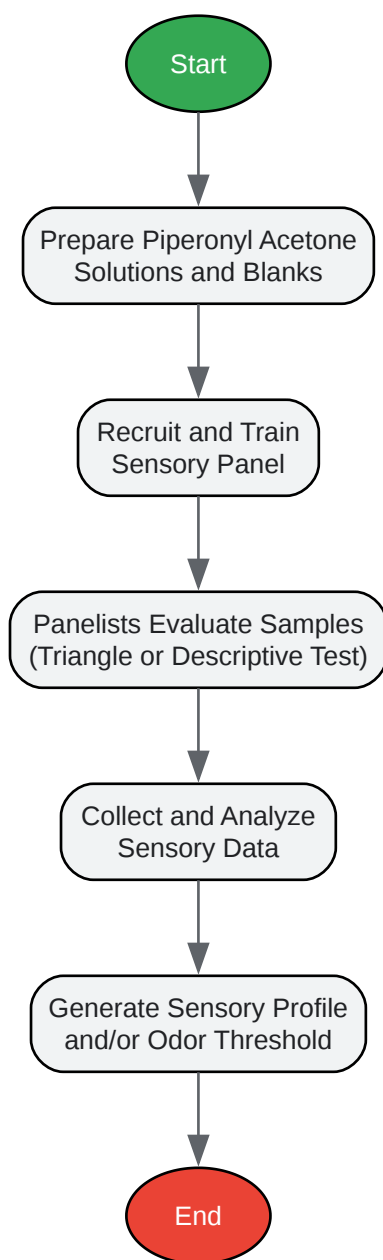 Start
Prepare Piperonyl Acetone
Solutions and Blanks
Recruit and Train
Sensory Panel
Panelists Evaluate Samples
(Triangle or Descriptive Test)
Collect and Analyze
Sensory Data
Generate Sensory Profile
and/or Odor Threshold
End